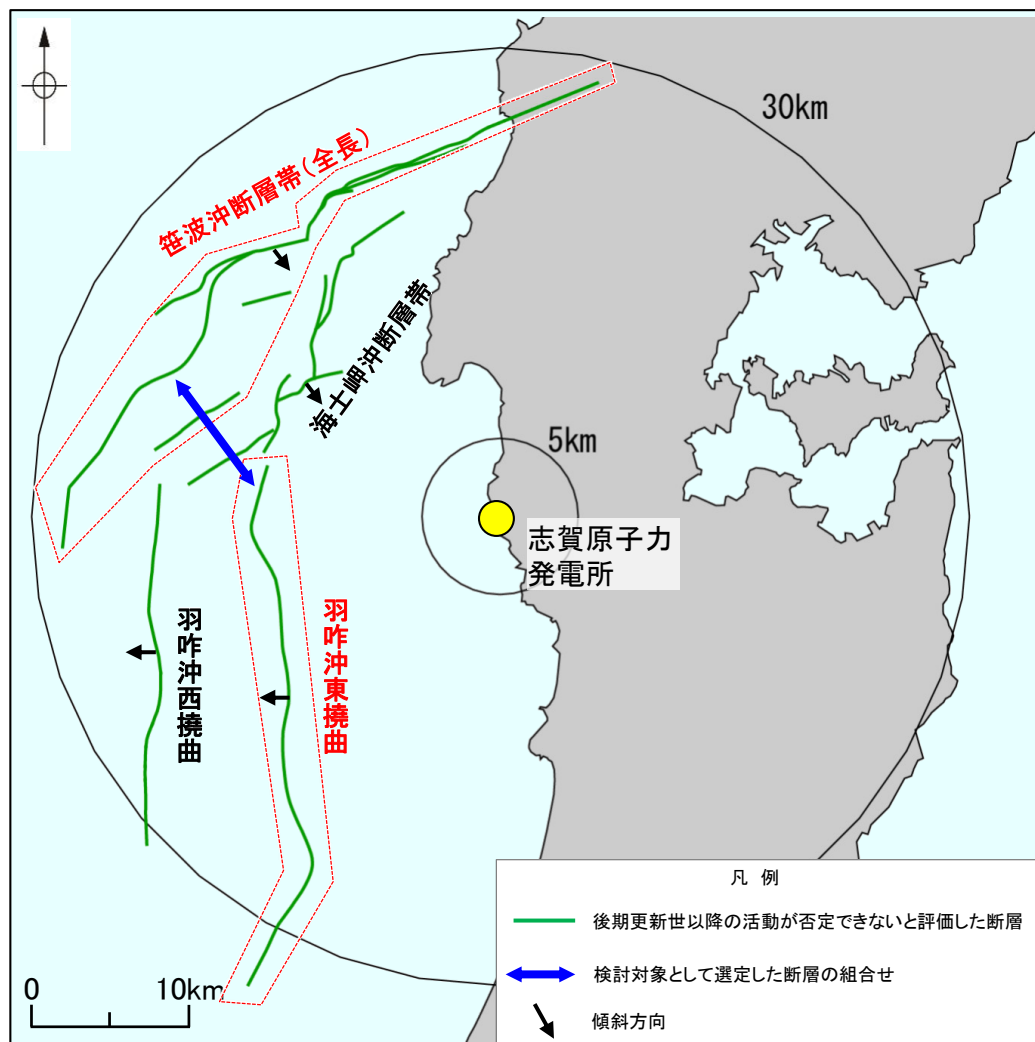 30km
笹波沖断層帯(全長)
海士岬沖断層帯
5km
志賀原子力
発電所
羽咋沖西撓曲
羽咋沖東撓曲
凡 例
後期更新世以降の活動が否定できないと評価した断層
検討対象として選定した断層の組合せ
傾斜方向
0
10km